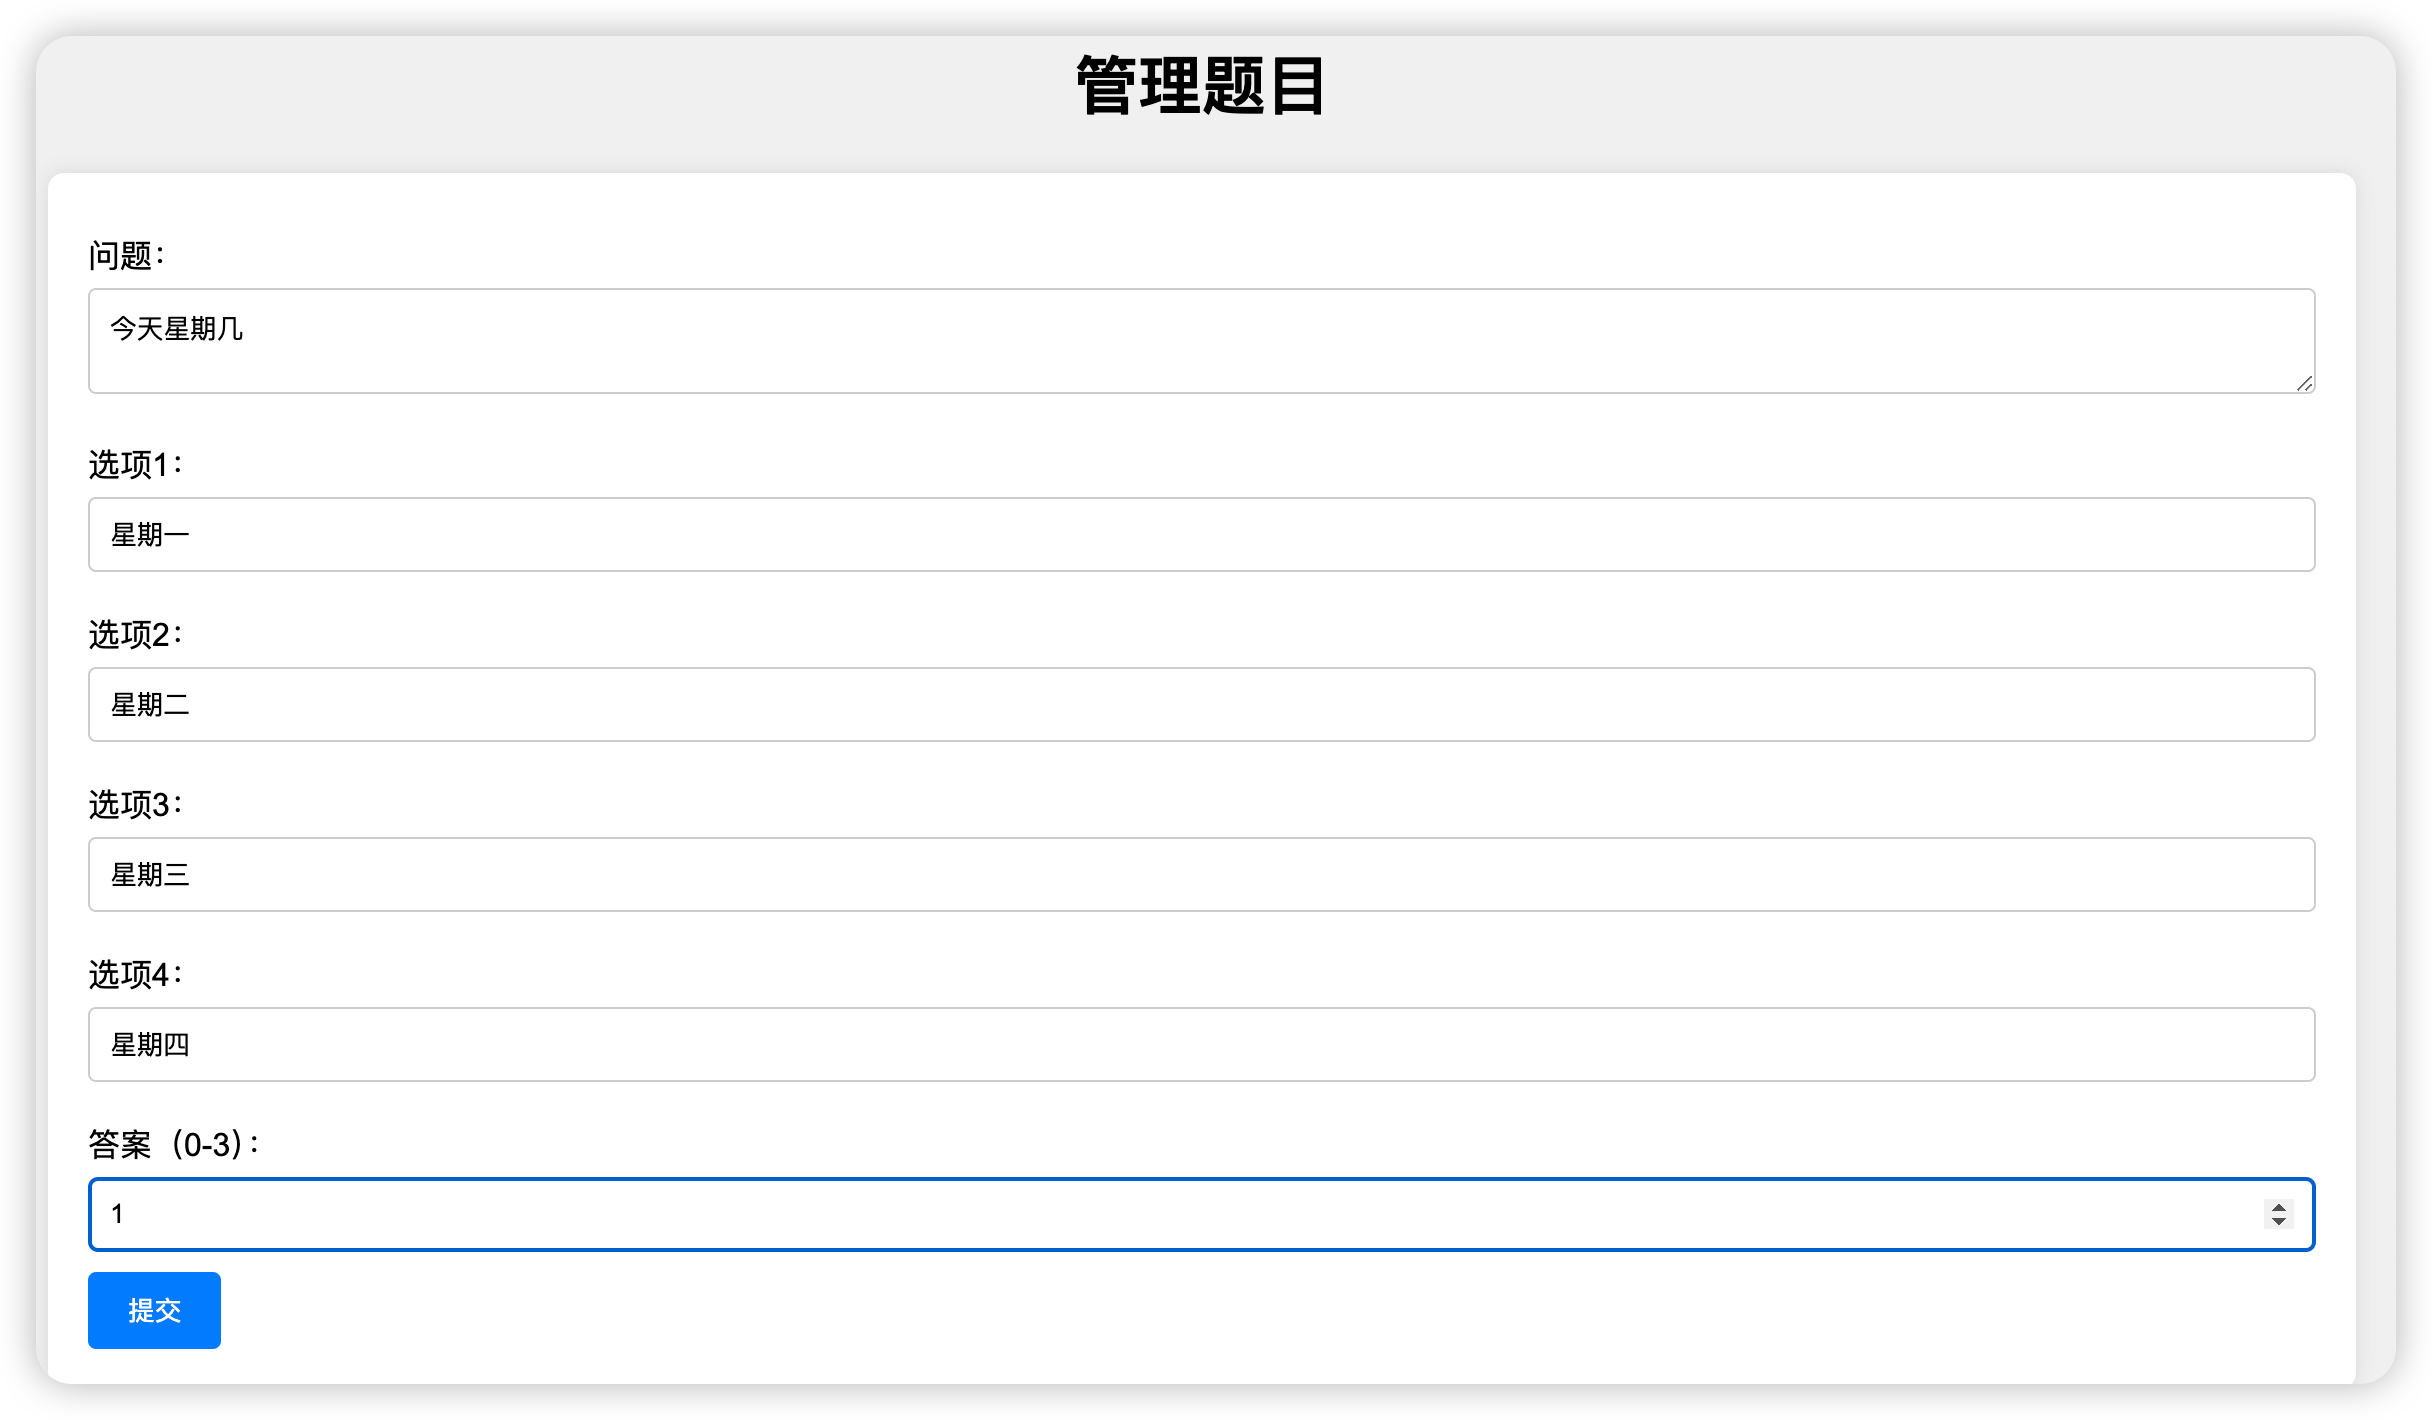 管理题目
问题：
今天星期几
选项1：
星期一
选项2：
星期二
选项3：
星期三
选项4：
星期四
答案（0-3）：
1
提交